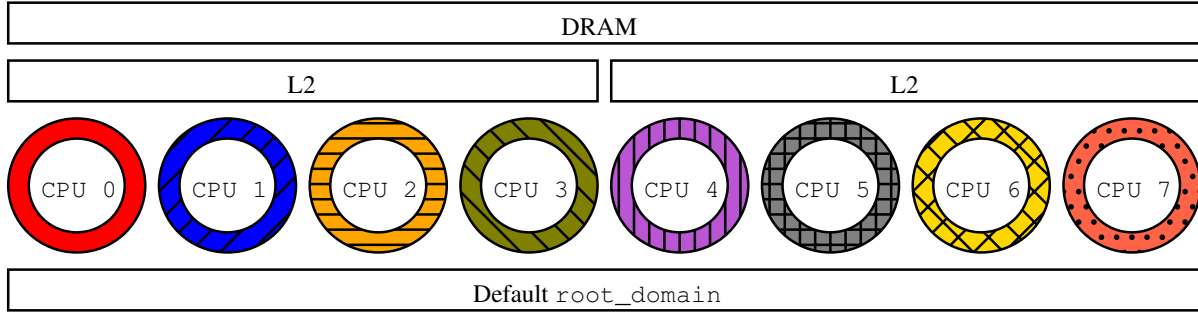 DRAM
L2 L2
CPU 0 CPU 1 CPU 2 CPU 3 CPU 4 CPU 5 CPU 6 CPU 7
Default root_domain